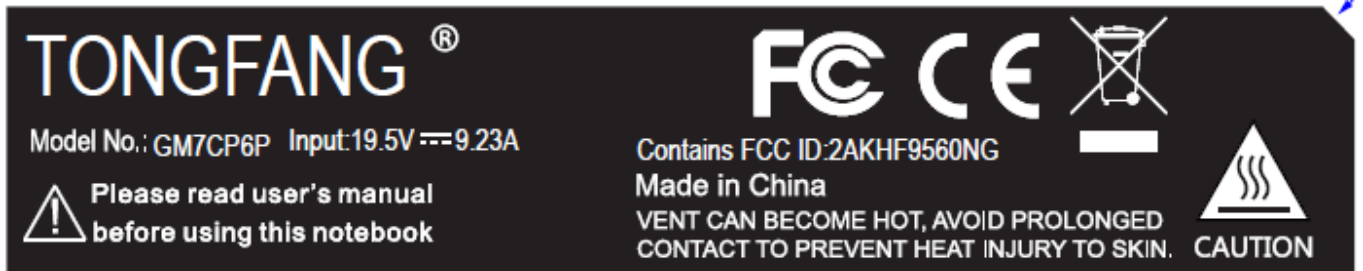 TONGFANG ®
Model No.: GM7CP6P Input:19.5V⎓9.23A
Please read user's manual
before using this notebook
FC CE
Contains FCC ID:2AKHF9560NG
Made in China
VENT CAN BECOME HOT, AVOID PROLONGED
CONTACT TO PREVENT HEAT INJURY TO SKIN.
CAUTION